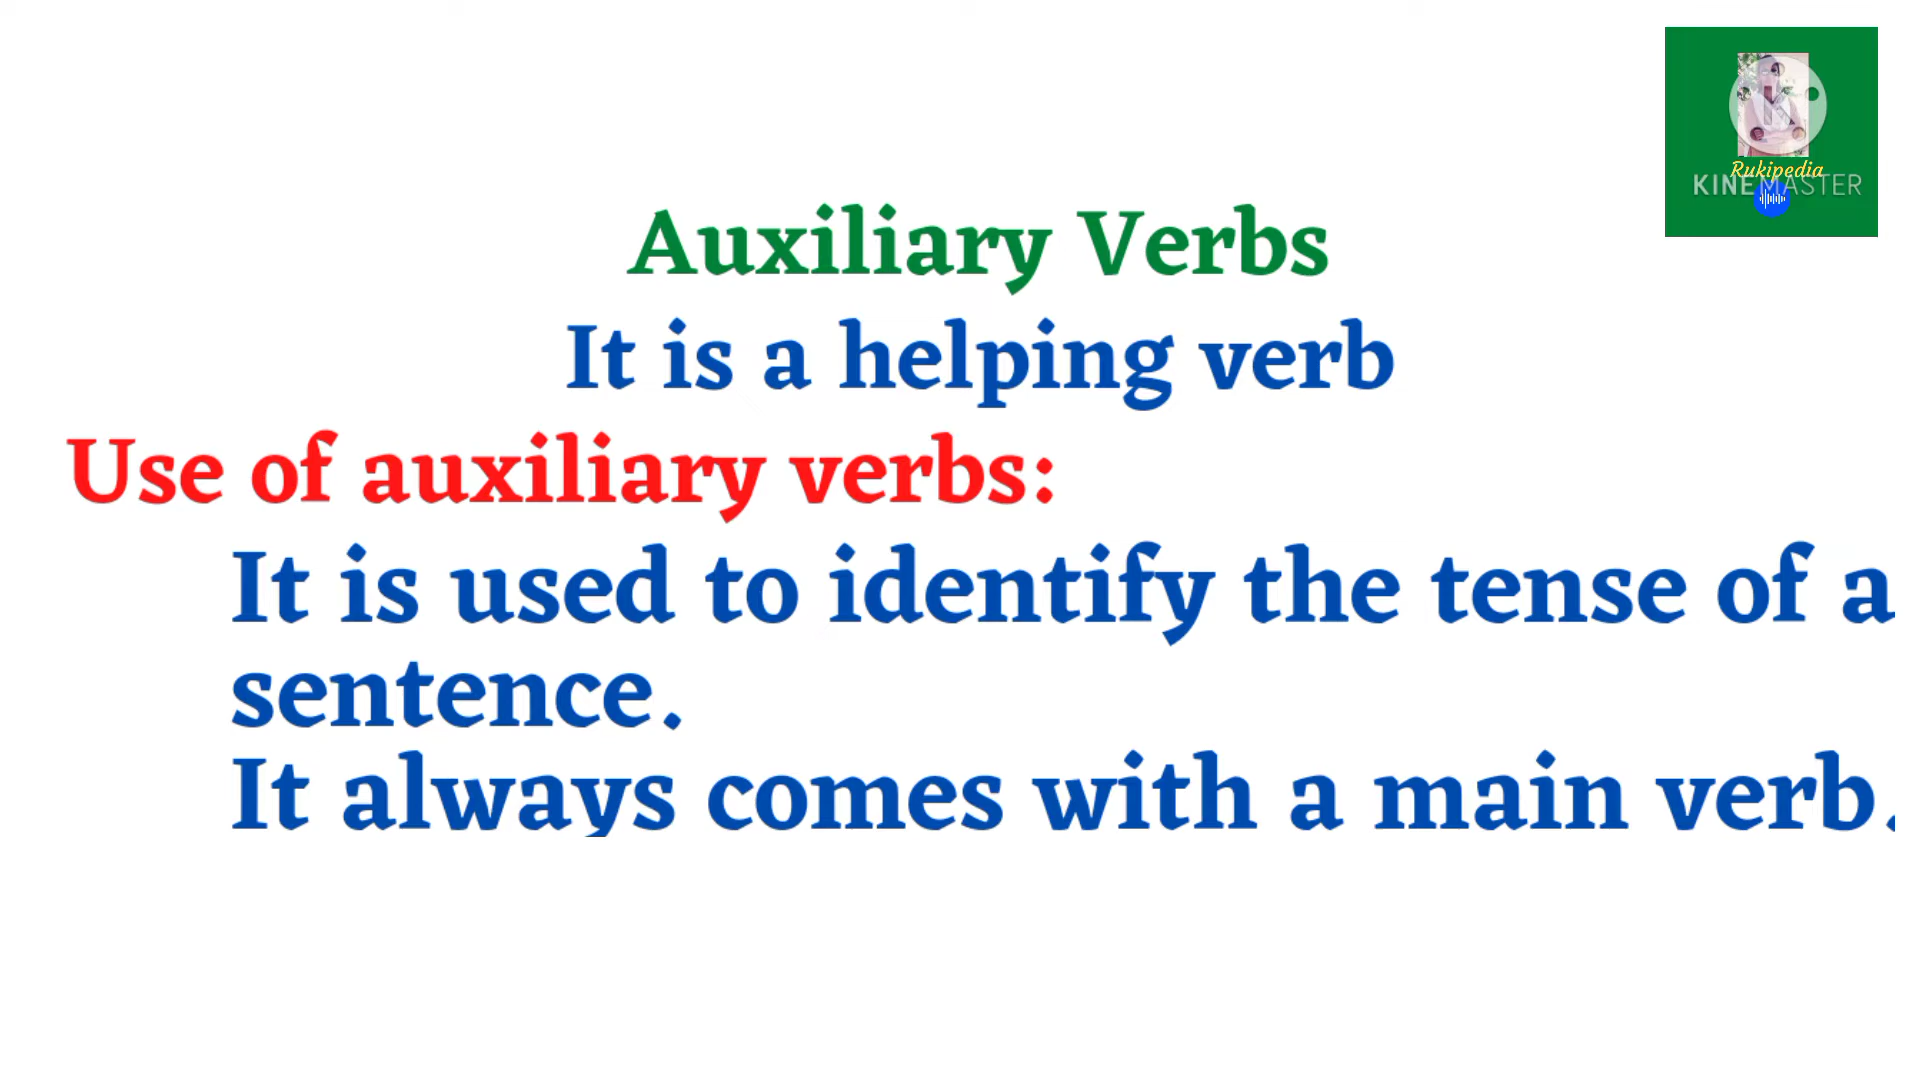 Rukipedia
KINEMASTER
Auxiliary Verbs
It is a helping verb
Use of auxiliary verbs:
It is used to identify the tense of a
sentence.
It always comes with a main verb.